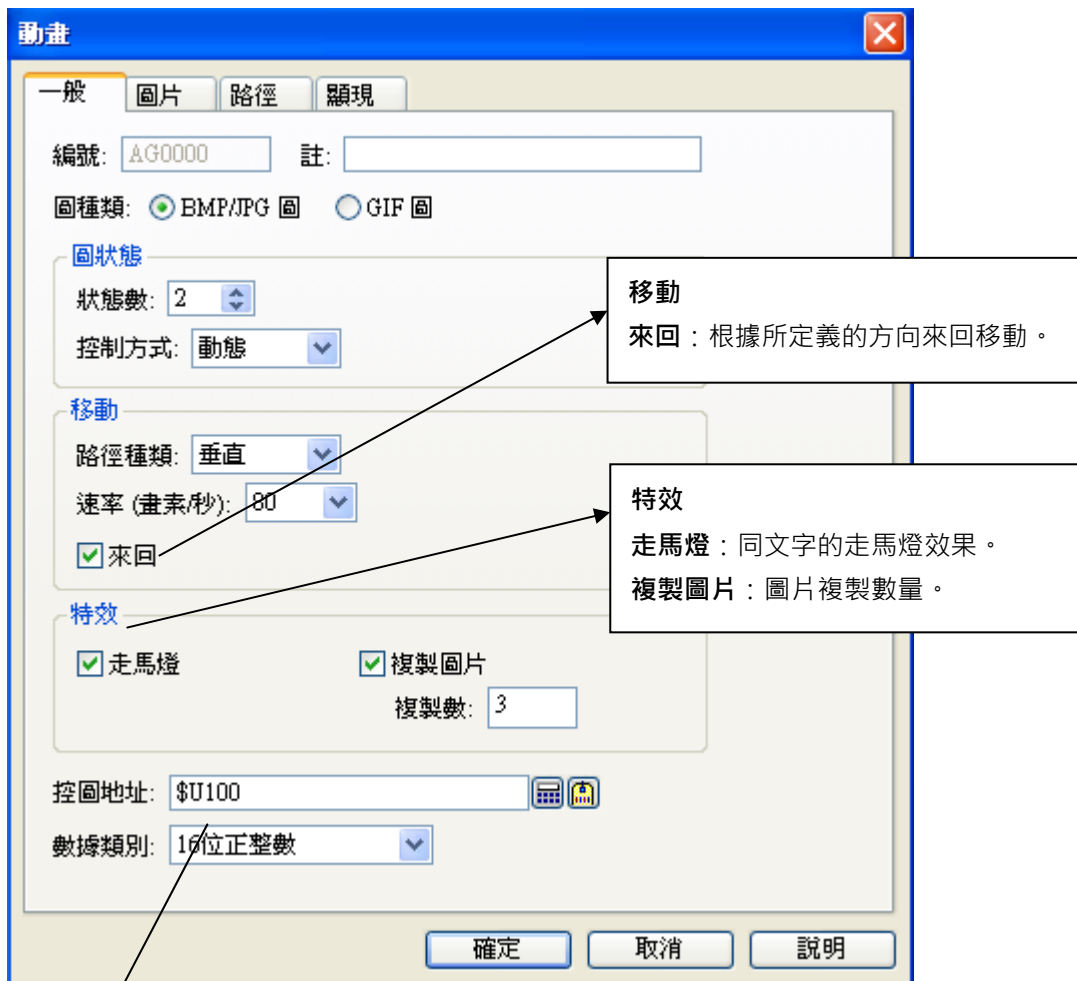 動畫
一般 圖片 路徑 顯現
編號: AG0000 註:
圖種類: BMP/JPG 圖 GIF 圖
圖狀態
狀態數: 2
控制方式: 動態
移動
路徑種類: 垂直
速率 (畫素/秒): 80
來回
特效
走馬燈 複製圖片
複製數: 3
控圖地址: $U100
數據類別: 16位正整數
確定 取消 說明
移動
來回：根據所定義的方向來回移動。
特效
走馬燈：同文字的走馬燈效果。
複製圖片：圖片複製數量。